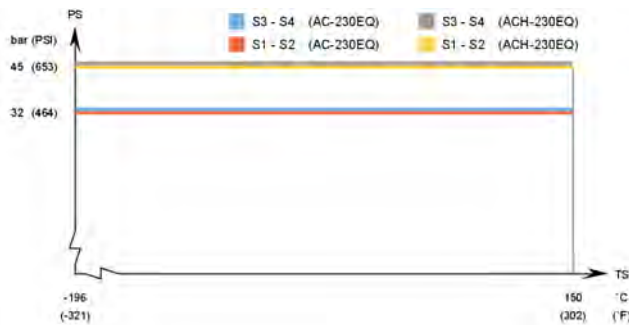 PS
S3 - S4 (AC-230EQ)
S3 - S4 (ACH-230EQ)
bar (PSI)
S1 - S2 (AC-230EQ)
S1 - S2 (ACH-230EQ)
45 (653)
32 (464)
TS
-196
150
°C
(-321)
(302)
(°F)